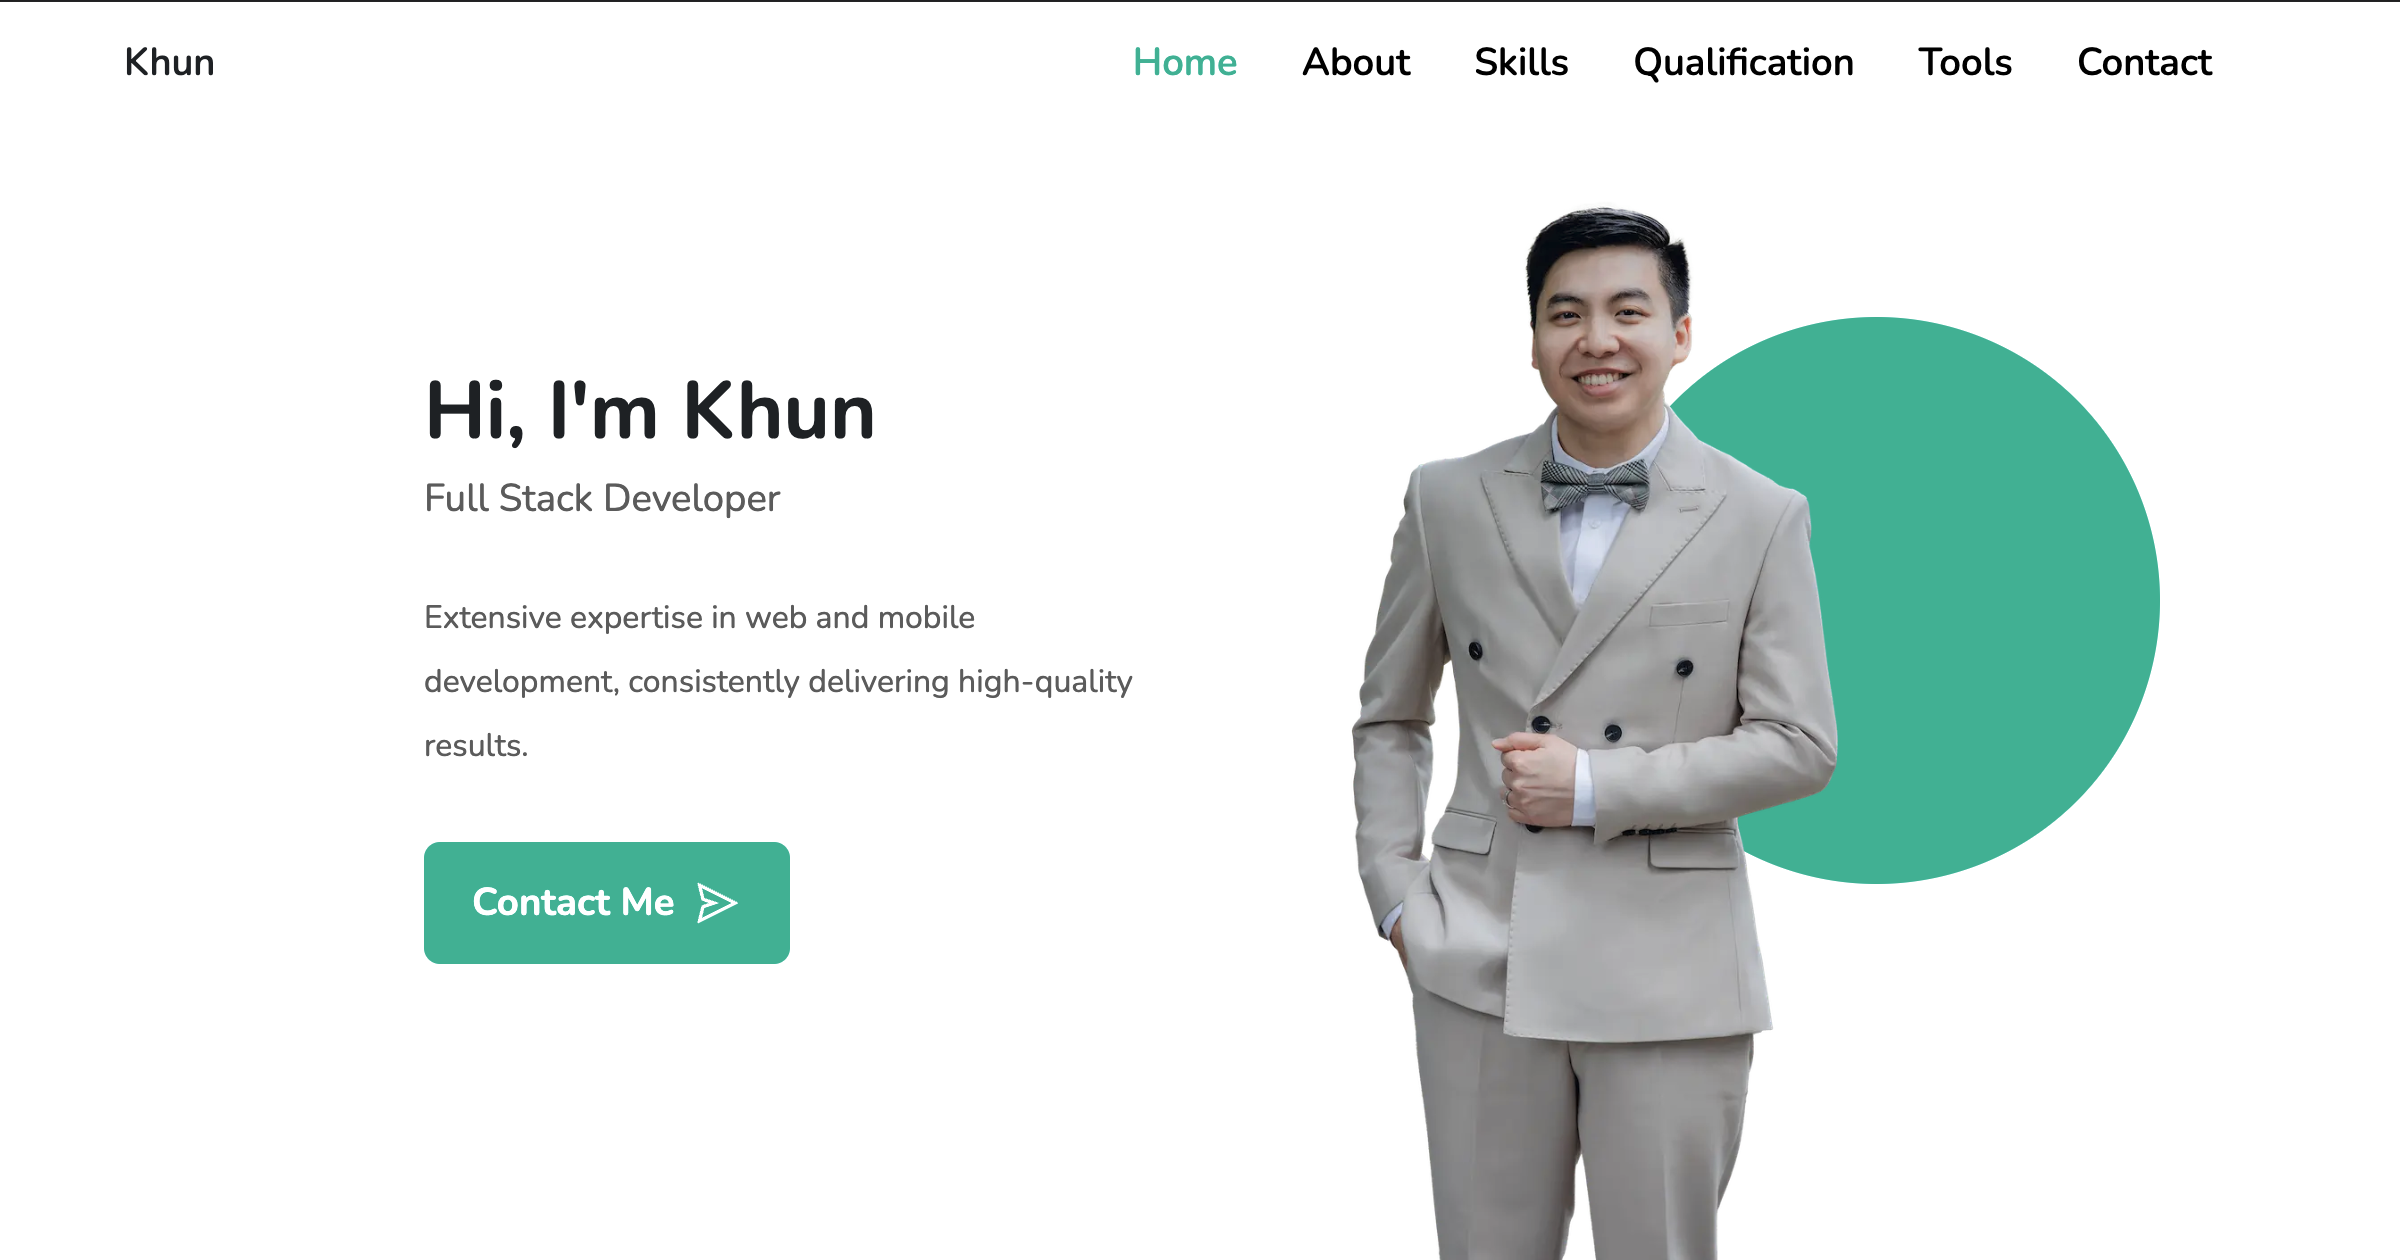 Khun
Home About Skills Qualification Tools Contact
Hi, I'm Khun
Full Stack Developer
Extensive expertise in web and mobile
development, consistently delivering high-quality
results.
Contact Me